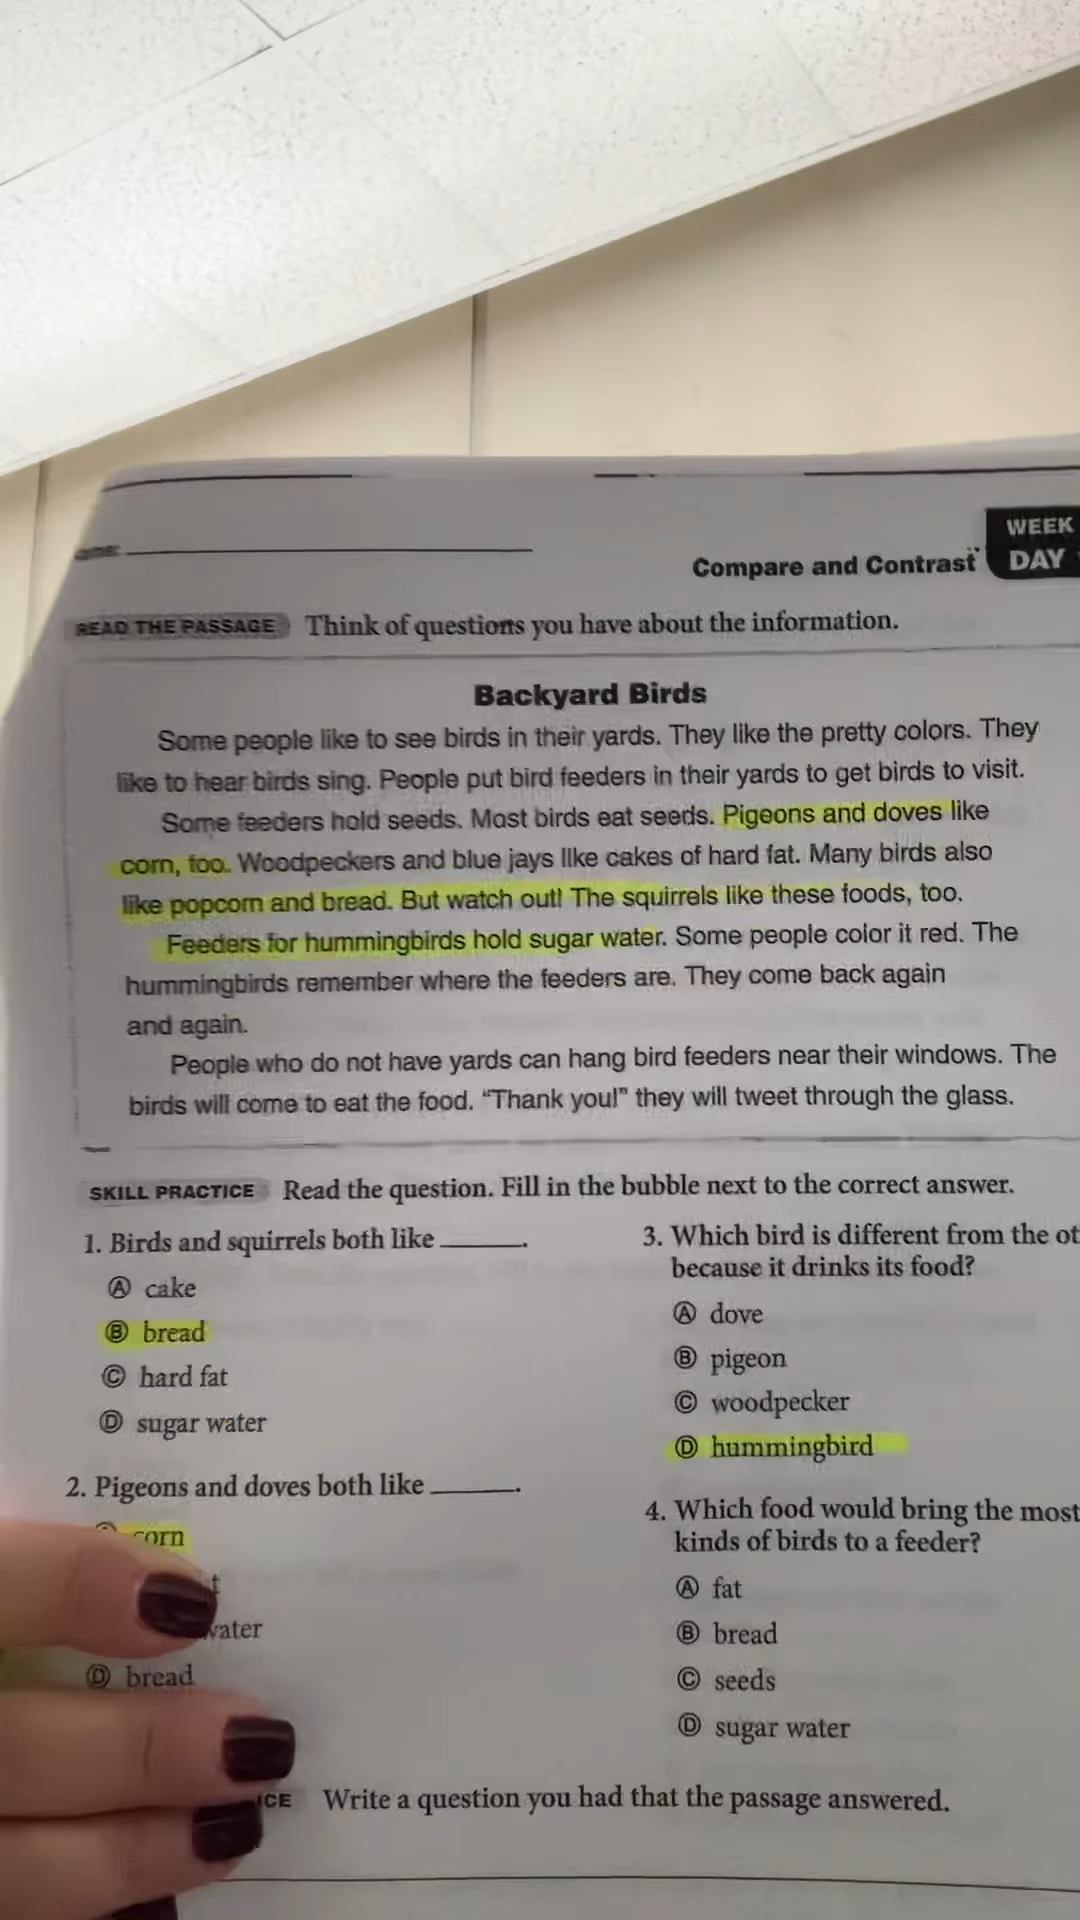 WEEK
Compare and Contrast
DAY
READ THE PASSAGE Think of questions you have about the information.
Backyard Birds
Some people like to see birds in their yards. They like the pretty colors. They
like to hear birds sing. People put bird feeders in their yards to get birds to visit.
Some feeders hold seeds. Most birds eat seeds. Pigeons and doves like
corn, too. Woodpeckers and blue jays like cakes of hard fat. Many birds also
like popcorn and bread. But watch out! The squirrels like these foods, too.
Feeders for hummingbirds hold sugar water. Some people color it red. The
hummingbirds remember where the feeders are. They come back again
and again.
People who do not have yards can hang bird feeders near their windows. The
birds will come to eat the food. “Thank you!” they will tweet through the glass.
SKILL PRACTICE Read the question. Fill in the bubble next to the correct answer.
1. Birds and squirrels both like ______.
A cake
B bread
C hard fat
D sugar water
2. Pigeons and doves both like ______.
corn
D bread
3. Which bird is different from the
because it drinks its food?
A dove
B pigeon
C woodpecker
D hummingbird
4. Which food would bring the most
kinds of birds to a feeder?
A fat
B bread
C seeds
D sugar water
Write a question you had that the passage answered.